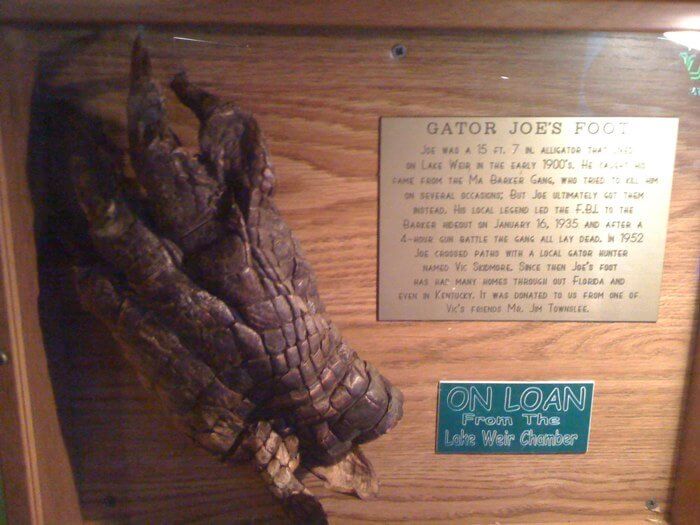 GATOR JOE'S FOOT
JOE WAS A 15 FT. 7 IN. ALLIGATOR THAT LIVED
ON LAKE WEIR IN THE EARLY 1900'S. HE HIS
FAME FROM THE MA BARKER GANG, WHO TRIED TO KILL HIM
ON SEVERAL OCCASIONS; BUT JOE ULTIMATELY GOT THEM
INSTEAD. HIS LOCAL LEGEND LED THE F.B.I. TO THE
BARKER HIDEOUT ON JANUARY 16, 1935 AND AFTER A
4-HOUR GUN BATTLE THE GANG ALL LAY DEAD. IN 1952
JOE CROSSED PATHS WITH A LOCAL GATOR HUNTER
NAMED VIC SKIDMORE. SINCE THEN JOE'S FOOT
HAS HAD MANY HOMES THROUGH OUT FLORIDA AND
EVEN IN KENTUCKY. IT WAS DONATED TO US FROM ONE OF
VIC'S FRIENDS MR. JIM TOWNSLEE.
ON LOAN
From The
Lake Weir Chamber